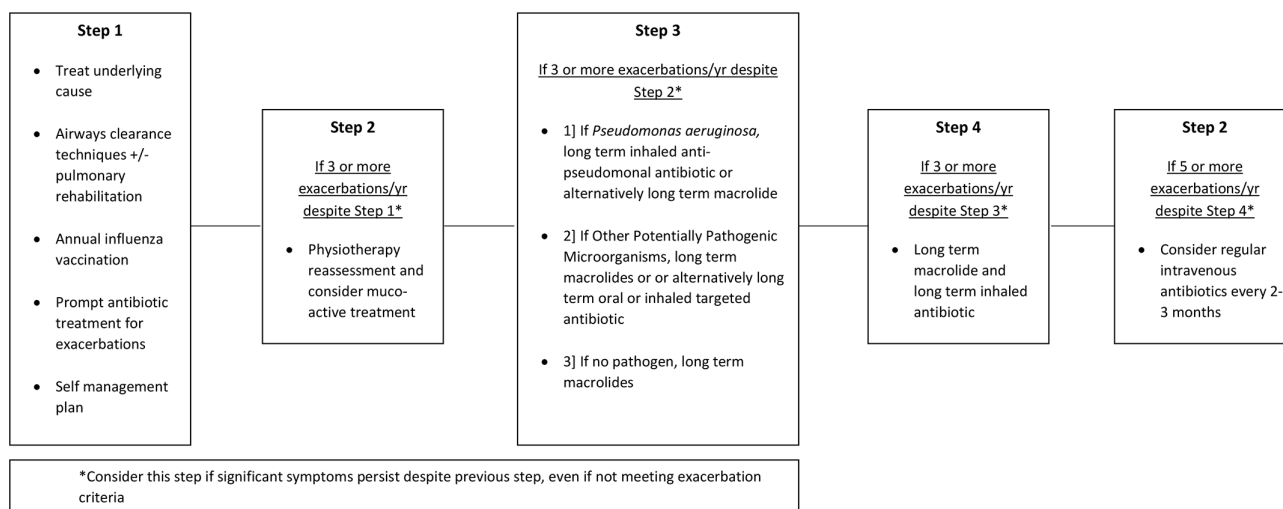 Step 1
• Treat underlying
cause
• Airways clearance
techniques +/-
pulmonary
rehabilitation
• Annual influenza
vaccination
• Prompt antibiotic
treatment for
exacerbations
• Self management
plan
Step 2
If 3 or more
exacerbations/yr
despite Step 1*
• Physiotherapy
reassessment and
consider muco-
active treatment
Step 3
If 3 or more exacerbations/yr despite
Step 2*
• 1] If Pseudomonas aeruginosa,
long term inhaled anti-
pseudomonal antibiotic or
alternatively long term macrolide
• 2] If Other Potentially Pathogenic
Microorganisms, long term
macrolides or or alternatively long
term oral or inhaled targeted
antibiotic
• 3] If no pathogen, long term
macrolides
Step 4
If 3 or more
exacerbations/yr
despite Step 3*
• Long term
macrolide and
long term inhaled
antibiotic
Step 2
If 5 or more
exacerbations/yr
despite Step 4*
• Consider regular
intravenous
antibiotics every 2-
3 months
*Consider this step if significant symptoms persist despite previous step, even if not meeting exacerbation
criteria